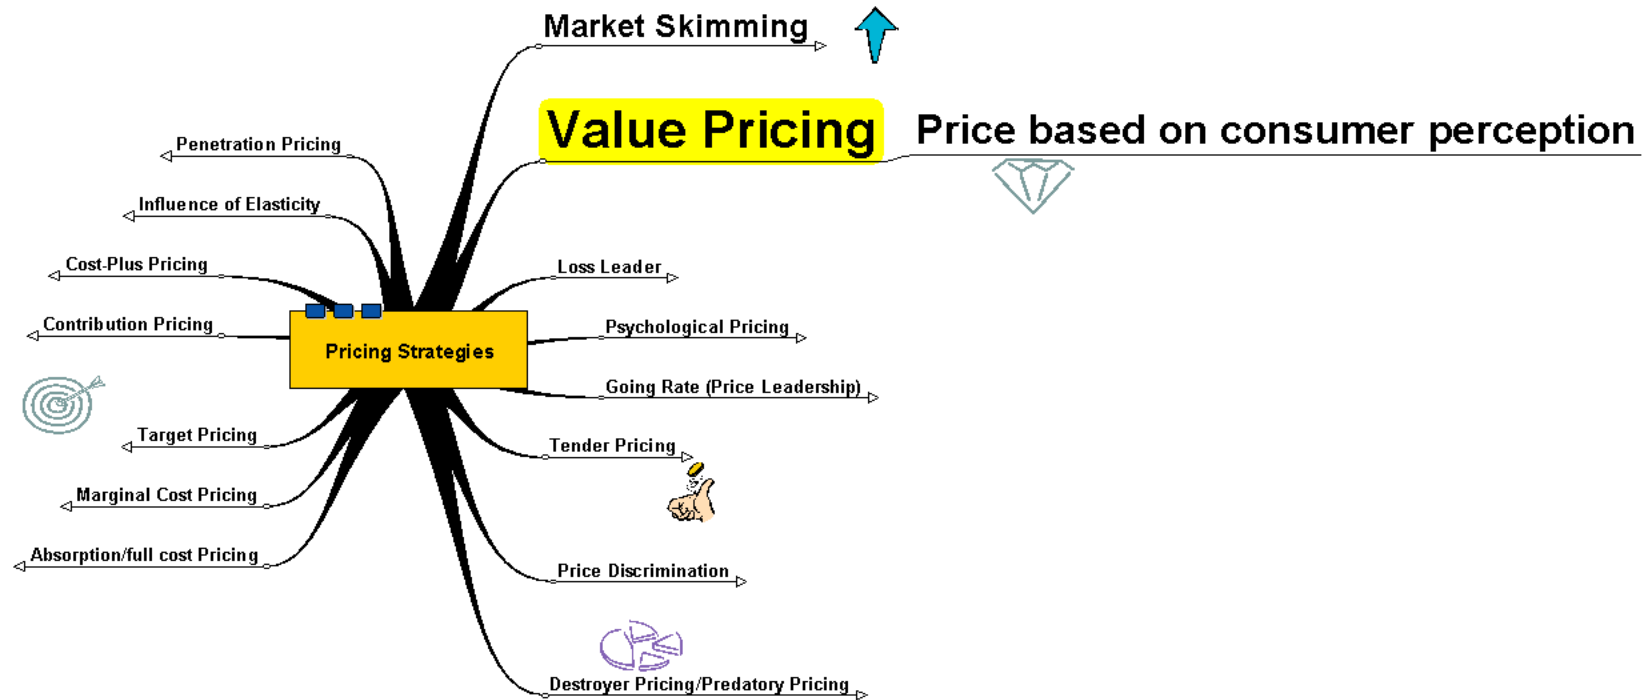 Market Skimming
Value Pricing
Price based on consumer perception
Penetration Pricing
Influence of Elasticity
Cost-Plus Pricing
Loss Leader
Contribution Pricing
Psychological Pricing
Pricing Strategies
Going Rate (Price Leadership)
Target Pricing
Tender Pricing
Marginal Cost Pricing
Absorption/full cost Pricing
Price Discrimination
Destroyer Pricing/Predatory Pricing